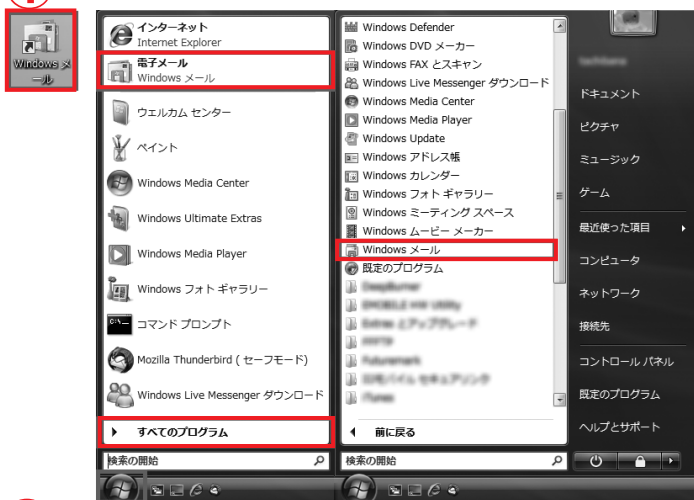 Windows メ
ール
インターネット
Internet Explorer
電子メール
Windows メール
ウェルカム センター
ペイント
Windows Media Center
Windows Ultimate Extras
Windows Media Player
Windows フォト ギャラリー
コマンド プロンプト
Mozilla Thunderbird ( セーフモード)
Windows Live Messenger ダウンロード
すべてのプログラム
検索の開始
Windows Defender
Windows DVD メーカー
Windows FAX とスキャン
Windows Live Messenger ダウンロード
Windows Media Center
Windows Media Player
Windows Update
Windows アドレス帳
Windows カレンダー
Windows フォト ギャラリー
Windows ミーティング スペース
Windows ムービー メーカー
Windows メール
既定のプログラム
前に戻る
検索の開始
ドキュメント
ピクチャ
ミュージック
ゲーム
最近使った項目
コンピュータ
ネットワーク
接続先
コントロール パネル
既定のプログラム
ヘルプとサポート